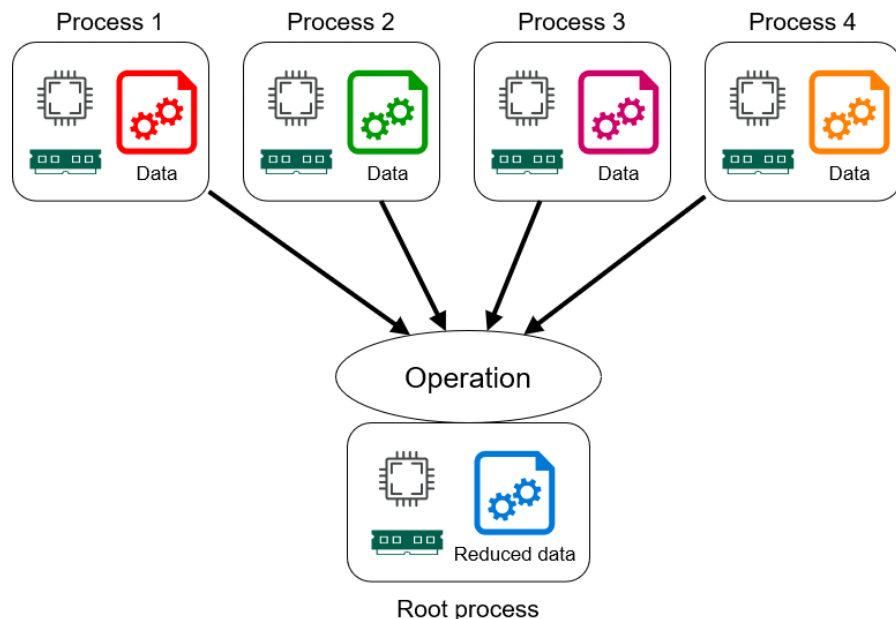 Process 1
Process 2
Process 3
Process 4
Data
Data
Data
Data
Operation
Reduced data
Root process